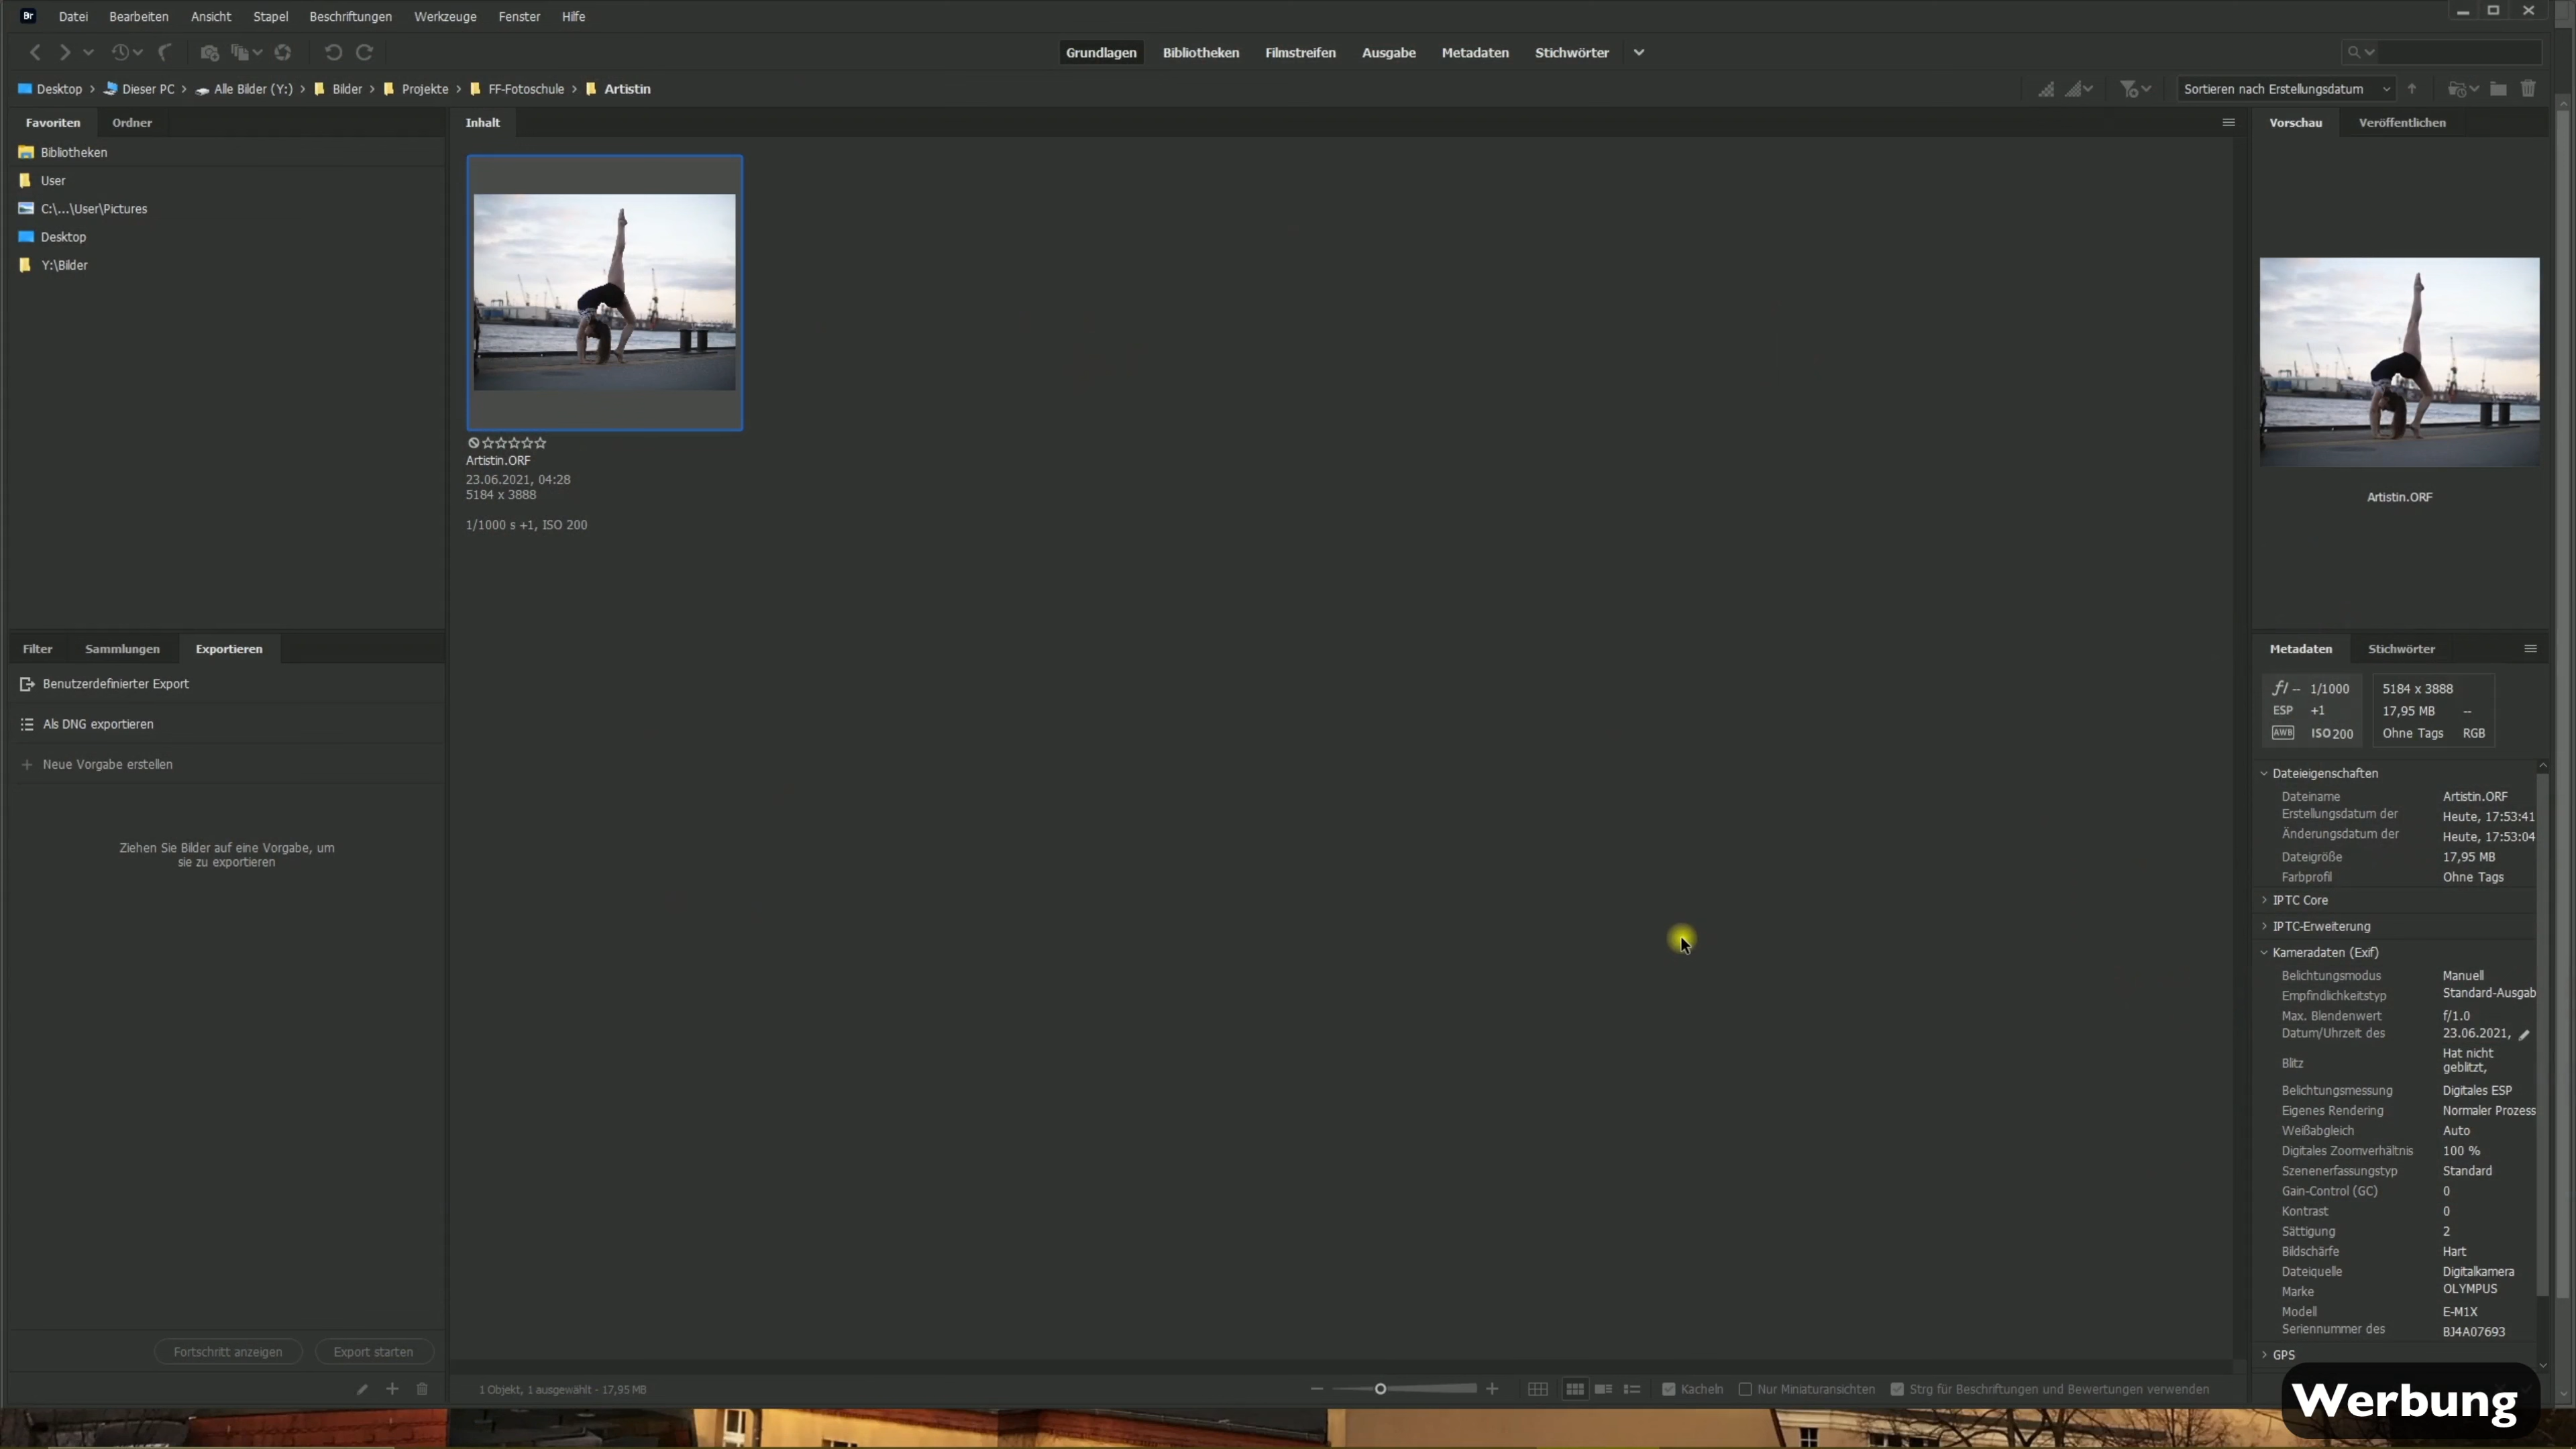 Br Datei Bearbeiten Ansicht Stapel Beschriftungen Werkzeuge Fenster Hilfe
Grundlagen Bibliotheken Filmstreifen Ausgabe Metadaten Stichwörter
Desktop Dieser PC Alle Bilder (Y:) Bilder Projekte FF-Fotoschule Artistin
Sortieren nach Erstellungsdatum
Favoriten Ordner
Bibliotheken
User
C:\...\User\Pictures
Desktop
Y:\Bilder
Inhalt
Artistin.ORF
23.06.2021, 04:28
5184 x 3888
1/1000 s +1, ISO 200
Vorschau Veröffentlichen
Artistin.ORF
Filter Sammlungen Exportieren
Benutzerdefinierter Export
Als DNG exportieren
Neue Vorgabe erstellen
Ziehen Sie Bilder auf eine Vorgabe, um
sie zu exportieren
Fortschritt anzeigen Export starten
Metadaten Stichwörter
f/ -- 1/1000 5184 x 3888
ESP +1 17,95 MB --
AWB ISO200 Ohne Tags RGB
Dateieigenschaften
Dateiname Artistin.ORF
Erstellungsdatum der Heute, 17:53:41
Änderungsdatum der Heute, 17:53:04
Dateigröße 17,95 MB
Farbprofil Ohne Tags
IPTC Core
IPTC-Erweiterung
Kameradaten (Exif)
Belichtungsmodus Manuell
Empfindlichkeitstyp Standard-Ausgab
Max. Blendenwert f/1.0
Datum/Uhrzeit des 23.06.2021,
Blitz Hat nicht
geblitzt,
Belichtungsmessung Digitales ESP
Eigenes Rendering Normaler Prozess
Weißabgleich Auto
Digitales Zoomverhältnis 100 %
Szenenerfassungstyp Standard
Gain-Control (GC) 0
Kontrast 0
Sättigung 2
Bildschärfe Hart
Dateiquelle Digitalkamera
Marke OLYMPUS
Modell E-M1X
Seriennummer des BJ4A07693
GPS
1 Objekt, 1 ausgewählt - 17,95 MB
Kacheln Nur Miniaturansichten Strg für Beschriftungen und Bewertungen verwenden
Werbung